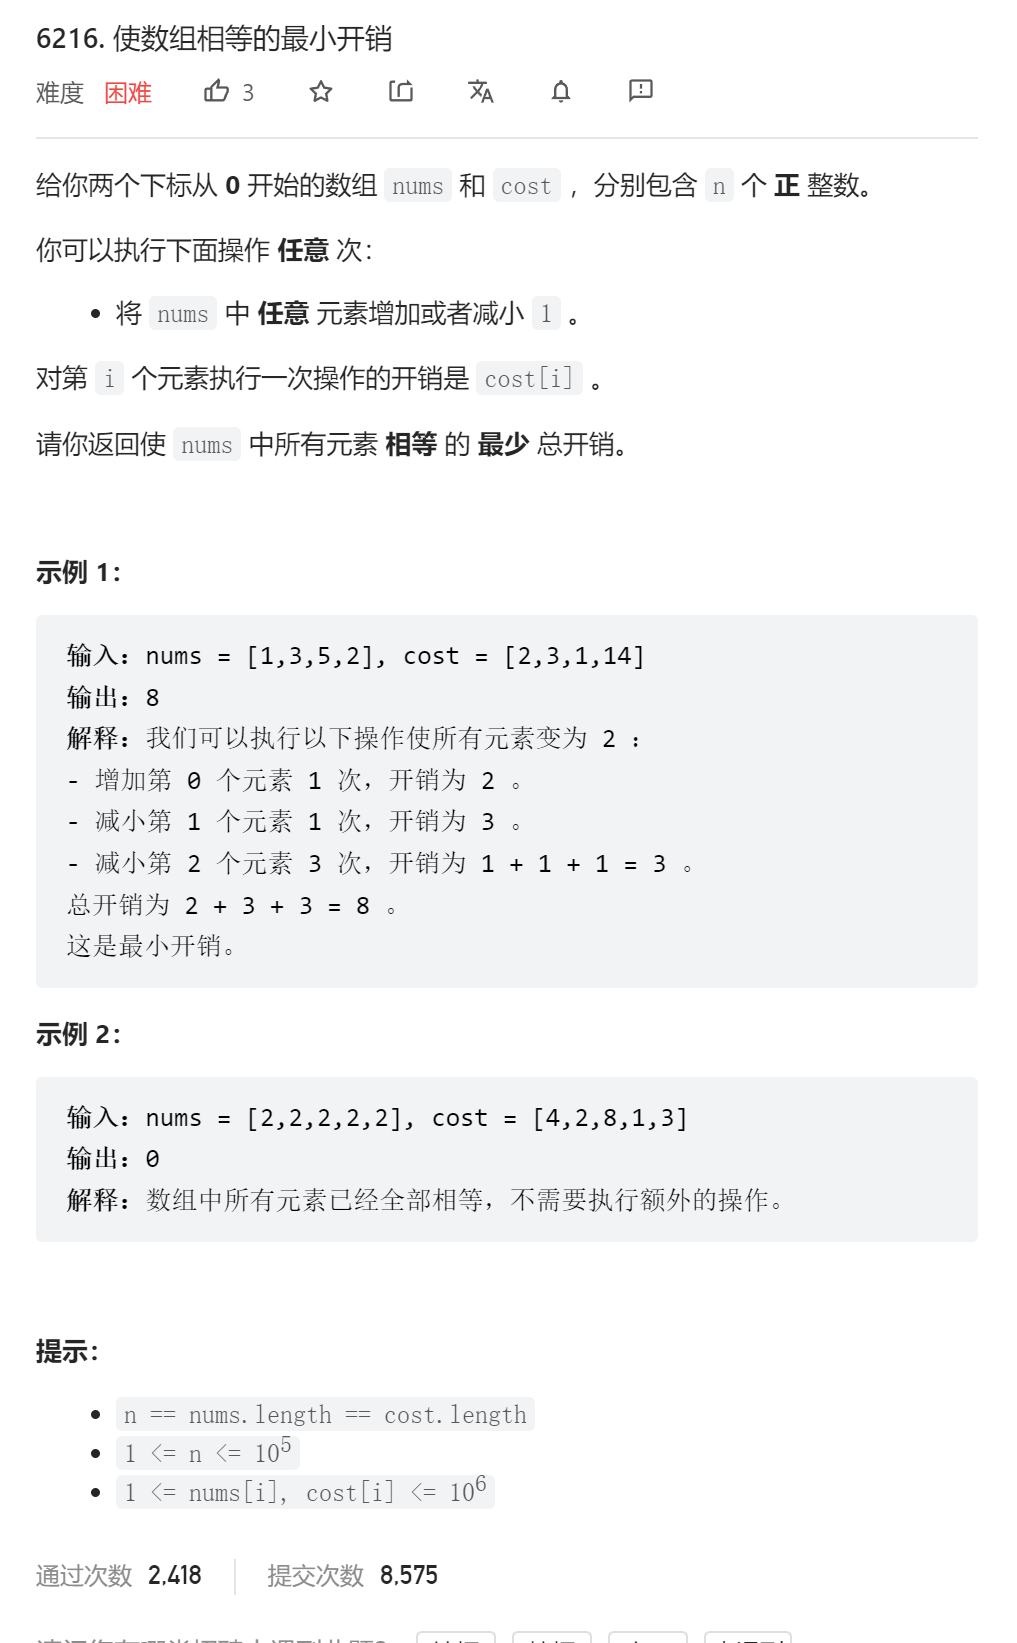 6216. 使数组相等的最小开销
难度 困难 3
给你两个下标从 0 开始的数组 nums 和 cost ，分别包含 n 个 正 整数。
你可以执行下面操作 任意 次：
• 将 nums 中 任意 元素增加或者减小 1 。
对第 i 个元素执行一次操作的开销是 cost[i] 。
请你返回使 nums 中所有元素 相等 的 最少 总开销。
示例 1：
输入：nums = [1,3,5,2], cost = [2,3,1,14]
输出：8
解释：我们可以执行以下操作使所有元素变为 2 ：
- 增加第 0 个元素 1 次，开销为 2 。
- 减小第 1 个元素 1 次，开销为 3 。
- 减小第 2 个元素 3 次，开销为 1 + 1 + 1 = 3 。
总开销为 2 + 3 + 3 = 8 。
这是最小开销。
示例 2：
输入：nums = [2,2,2,2,2], cost = [4,2,8,1,3]
输出：0
解释：数组中所有元素已经全部相等，不需要执行额外的操作。
提示：
• n == nums.length == cost.length
• 1 <= n <= 10^5
• 1 <= nums[i], cost[i] <= 10^6
通过次数 2,418 提交次数 8,575